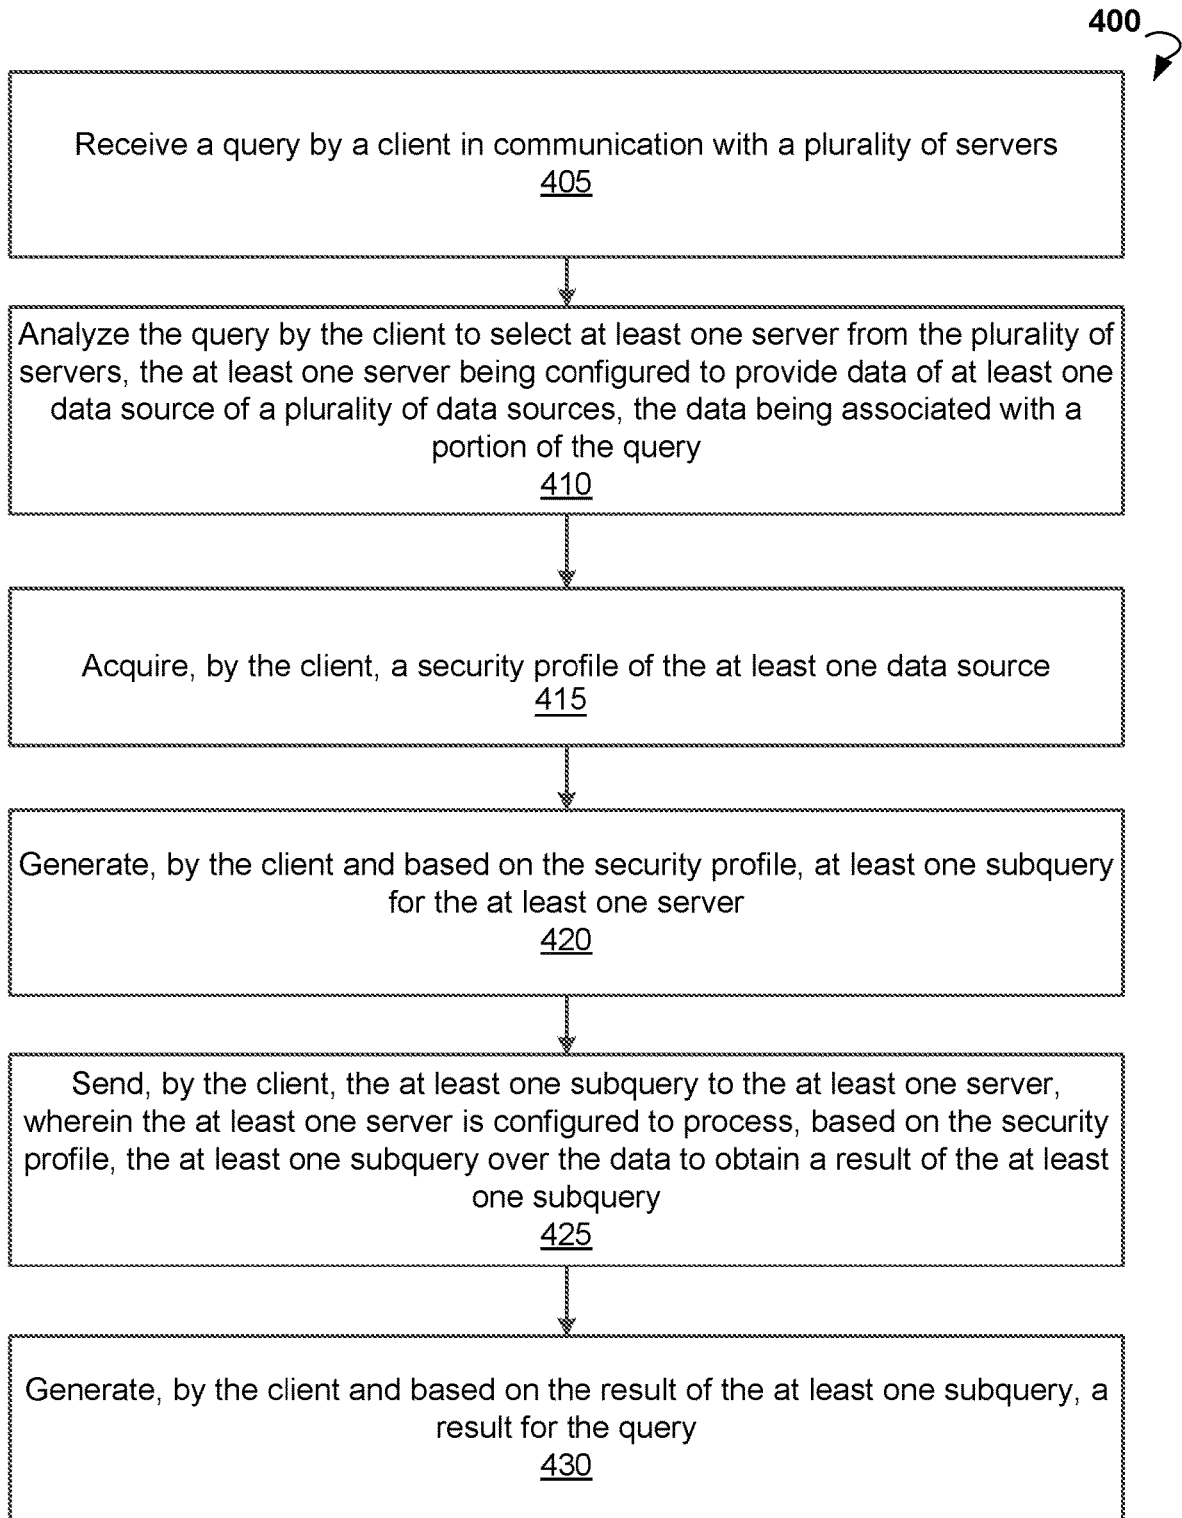 400
Receive a query by a client in communication with a plurality of servers
405
Analyze the query by the client to select at least one server from the plurality of
servers, the at least one server being configured to provide data of at least one
data source of a plurality of data sources, the data being associated with a
portion of the query
410
Acquire, by the client, a security profile of the at least one data source
415
Generate, by the client and based on the security profile, at least one subquery
for the at least one server
420
Send, by the client, the at least one subquery to the at least one server,
wherein the at least one server is configured to process, based on the security
profile, the at least one subquery over the data to obtain a result of the at least
one subquery
425
Generate, by the client and based on the result of the at least one subquery, a
result for the query
430